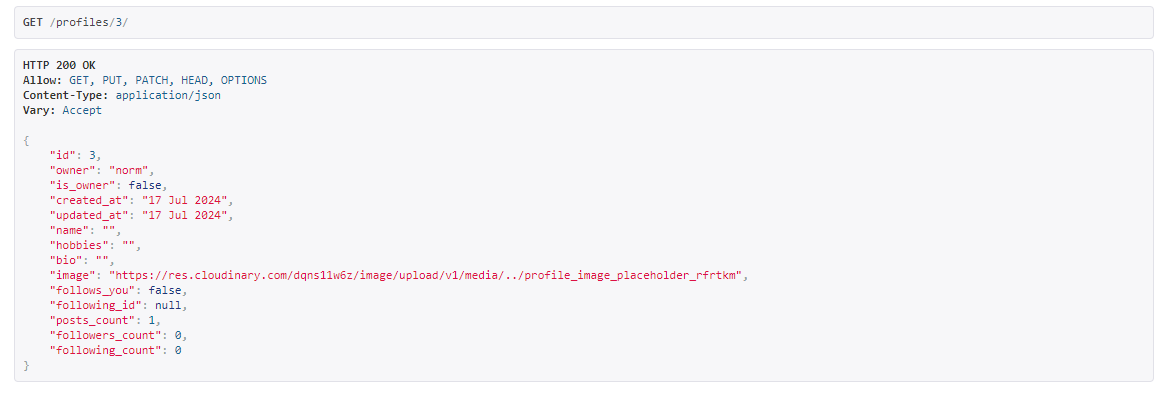 GET /profiles/3/
HTTP 200 OK
Allow: GET, PUT, PATCH, HEAD, OPTIONS
Content-Type: application/json
Vary: Accept
{
    "id": 3,
    "owner": "norm",
    "is_owner": false,
    "created_at": "17 Jul 2024",
    "updated_at": "17 Jul 2024",
    "name": "",
    "hobbies": "",
    "bio": "",
    "image": "https://res.cloudinary.com/dqns11w6z/image/upload/v1/media/../profile_image_placeholder_rfrtkm",
    "follows_you": false,
    "following_id": null,
    "posts_count": 1,
    "followers_count": 0,
    "following_count": 0
}